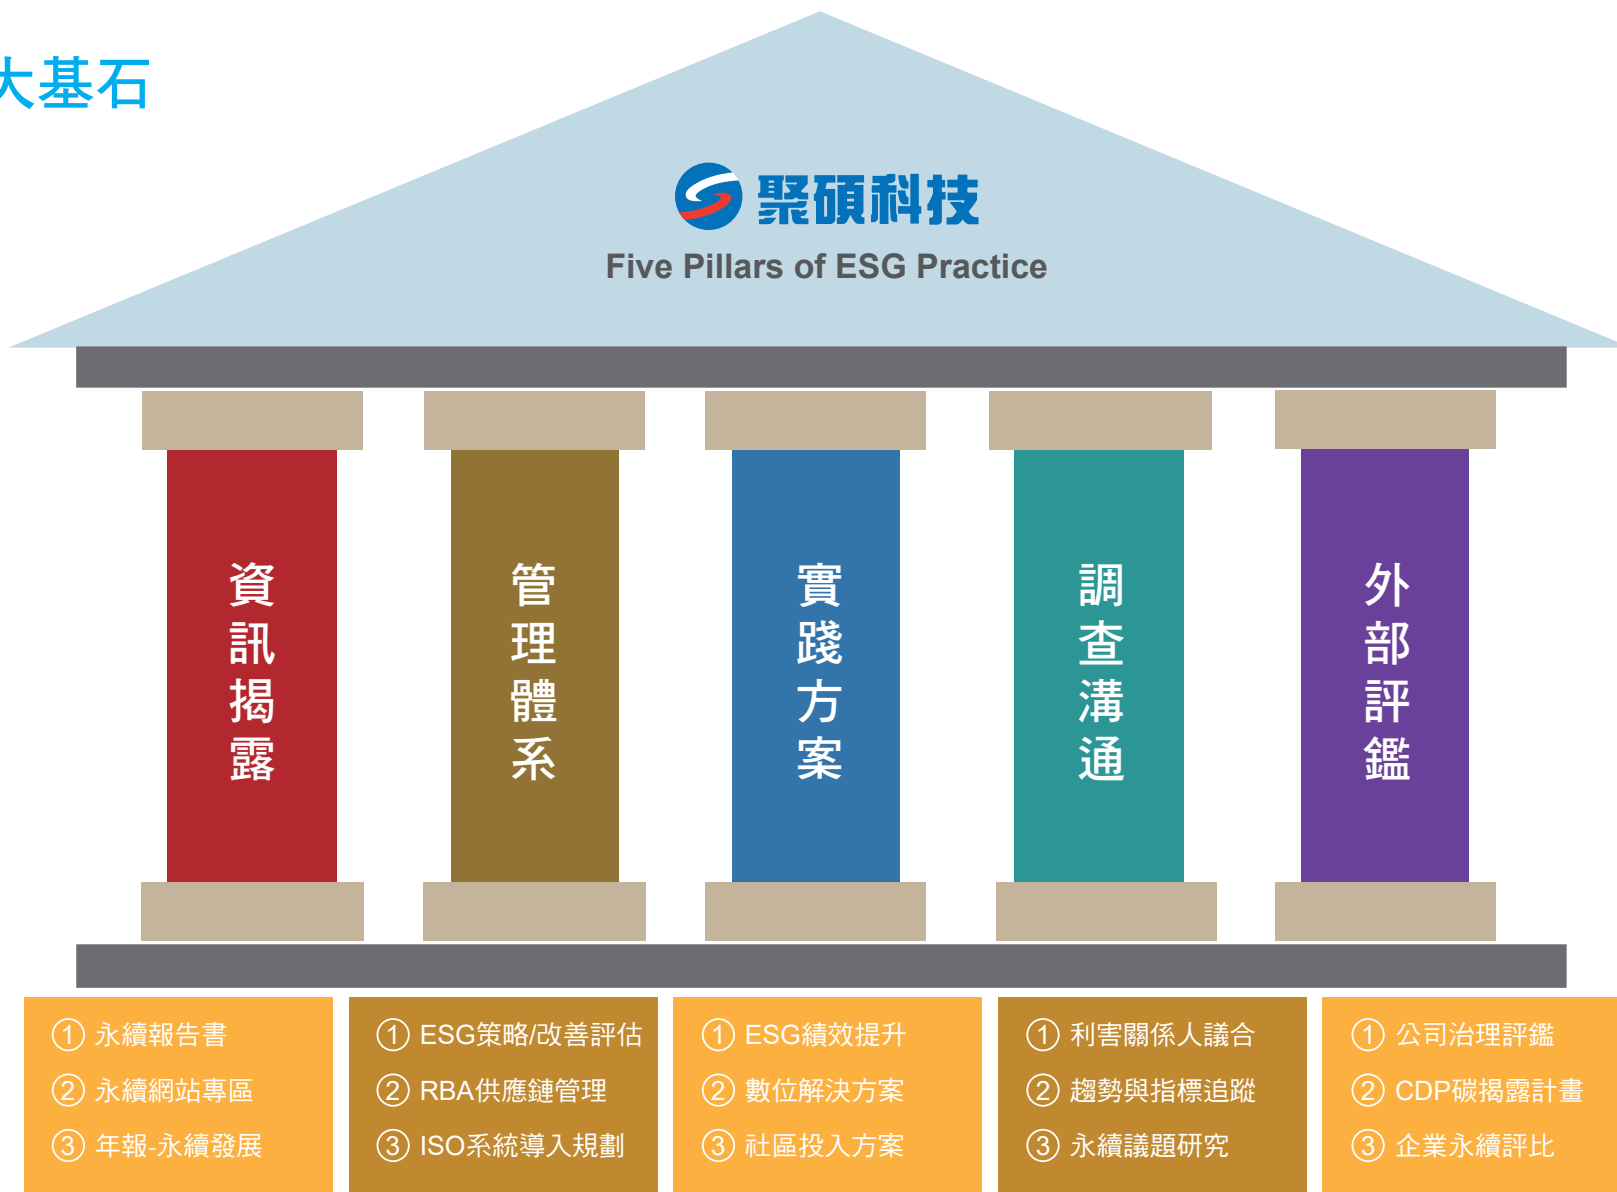 大基石
聚碩科技
Five Pillars of ESG Practice
資訊揭露
管理體系
實踐方案
調查溝通
外部評鑑
① 永續報告書
② 永續網站專區
③ 年報-永續發展
① ESG策略/改善評估
② RBA供應鏈管理
③ ISO系統導入規劃
① ESG績效提升
② 數位解決方案
③ 社區投入方案
① 利害關係人議合
② 趨勢與指標追蹤
③ 永續議題研究
① 公司治理評鑑
② CDP碳揭露計畫
③ 企業永續評比